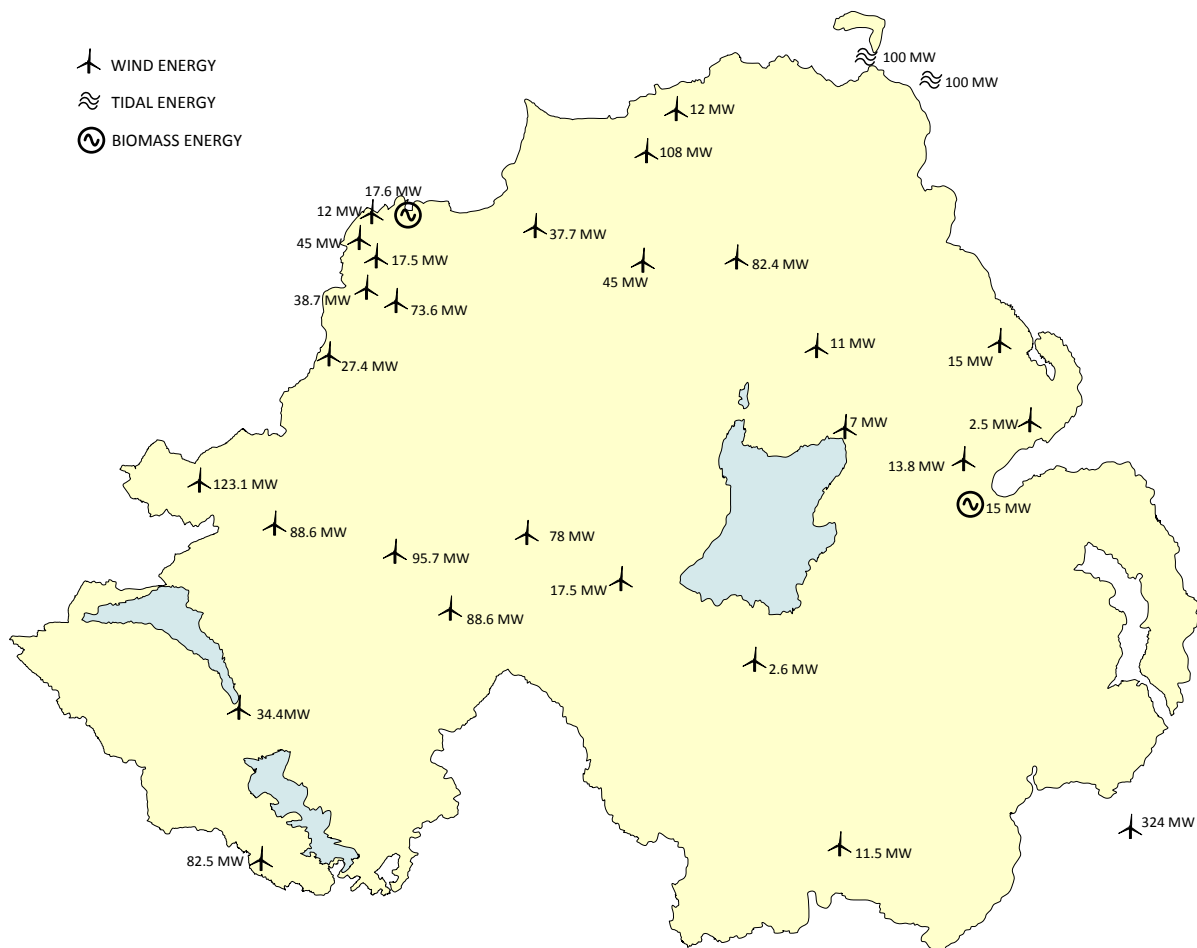 WIND ENERGY
TIDAL ENERGY
BIOMASS ENERGY
100 MW
100 MW
12 MW
108 MW
17.6 MW
12 MW
45 MW
17.5 MW
37.7 MW
45 MW
82.4 MW
38.7 MW
73.6 MW
27.4 MW
11 MW
15 MW
7 MW
2.5 MW
13.8 MW
123.1 MW
15 MW
88.6 MW
78 MW
95.7 MW
17.5 MW
88.6 MW
2.6 MW
34.4MW
324 MW
82.5 MW
11.5 MW